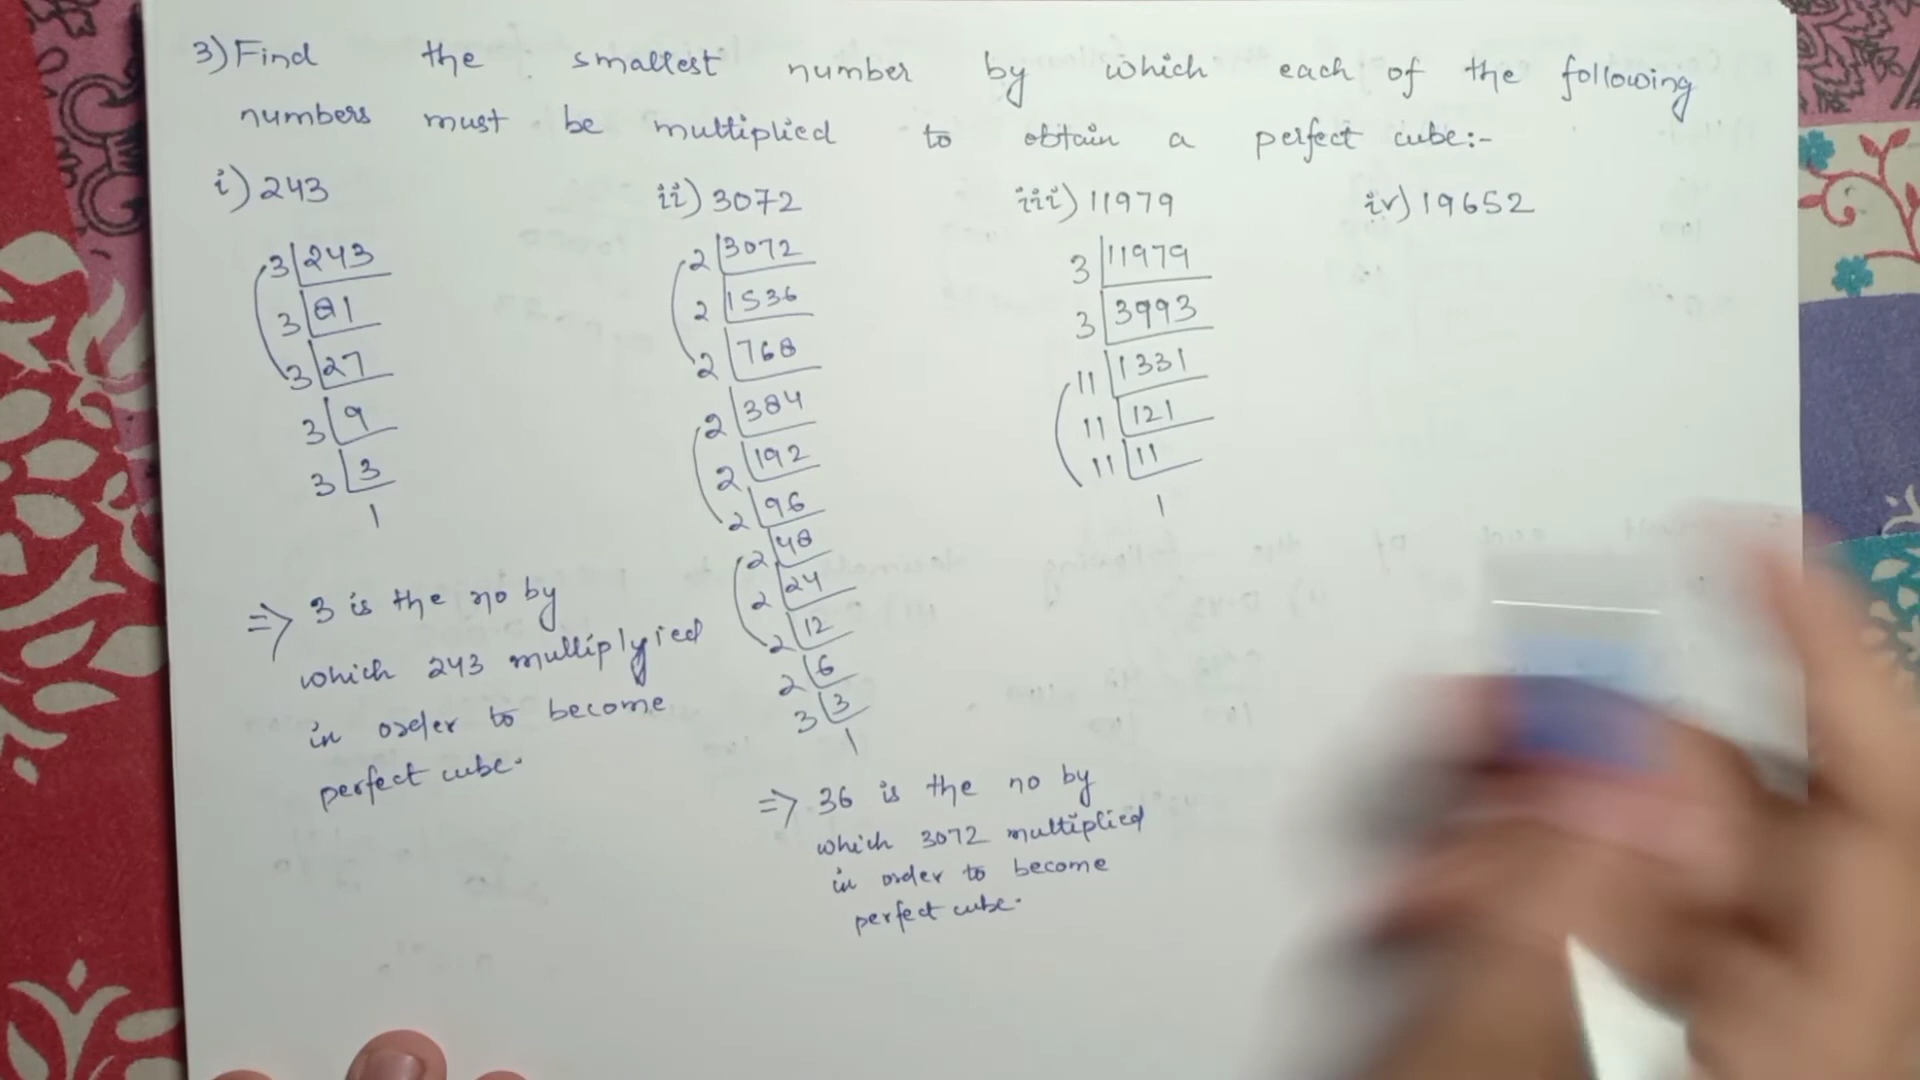 3) Find the smallest number by which each of the following
numbers must be multiplied to obtain a perfect cube:-
i) 243
3 | 243
3 | 81
3 | 27
3 | 9
3 | 3
1
=> 3 is the no by
which 243 multiplyied
in order to become
perfect cube.
ii) 3072
2 | 3072
2 | 1536
2 | 768
2 | 384
2 | 192
2 | 96
2 | 48
2 | 24
2 | 12
2 | 6
3 | 3
1
=> 36 is the no by
which 3072 multiplied
in order to become
perfect cube.
iii) 11979
3 | 11979
3 | 3993
11 | 1331
11 | 121
11 | 11
1
iv) 19652